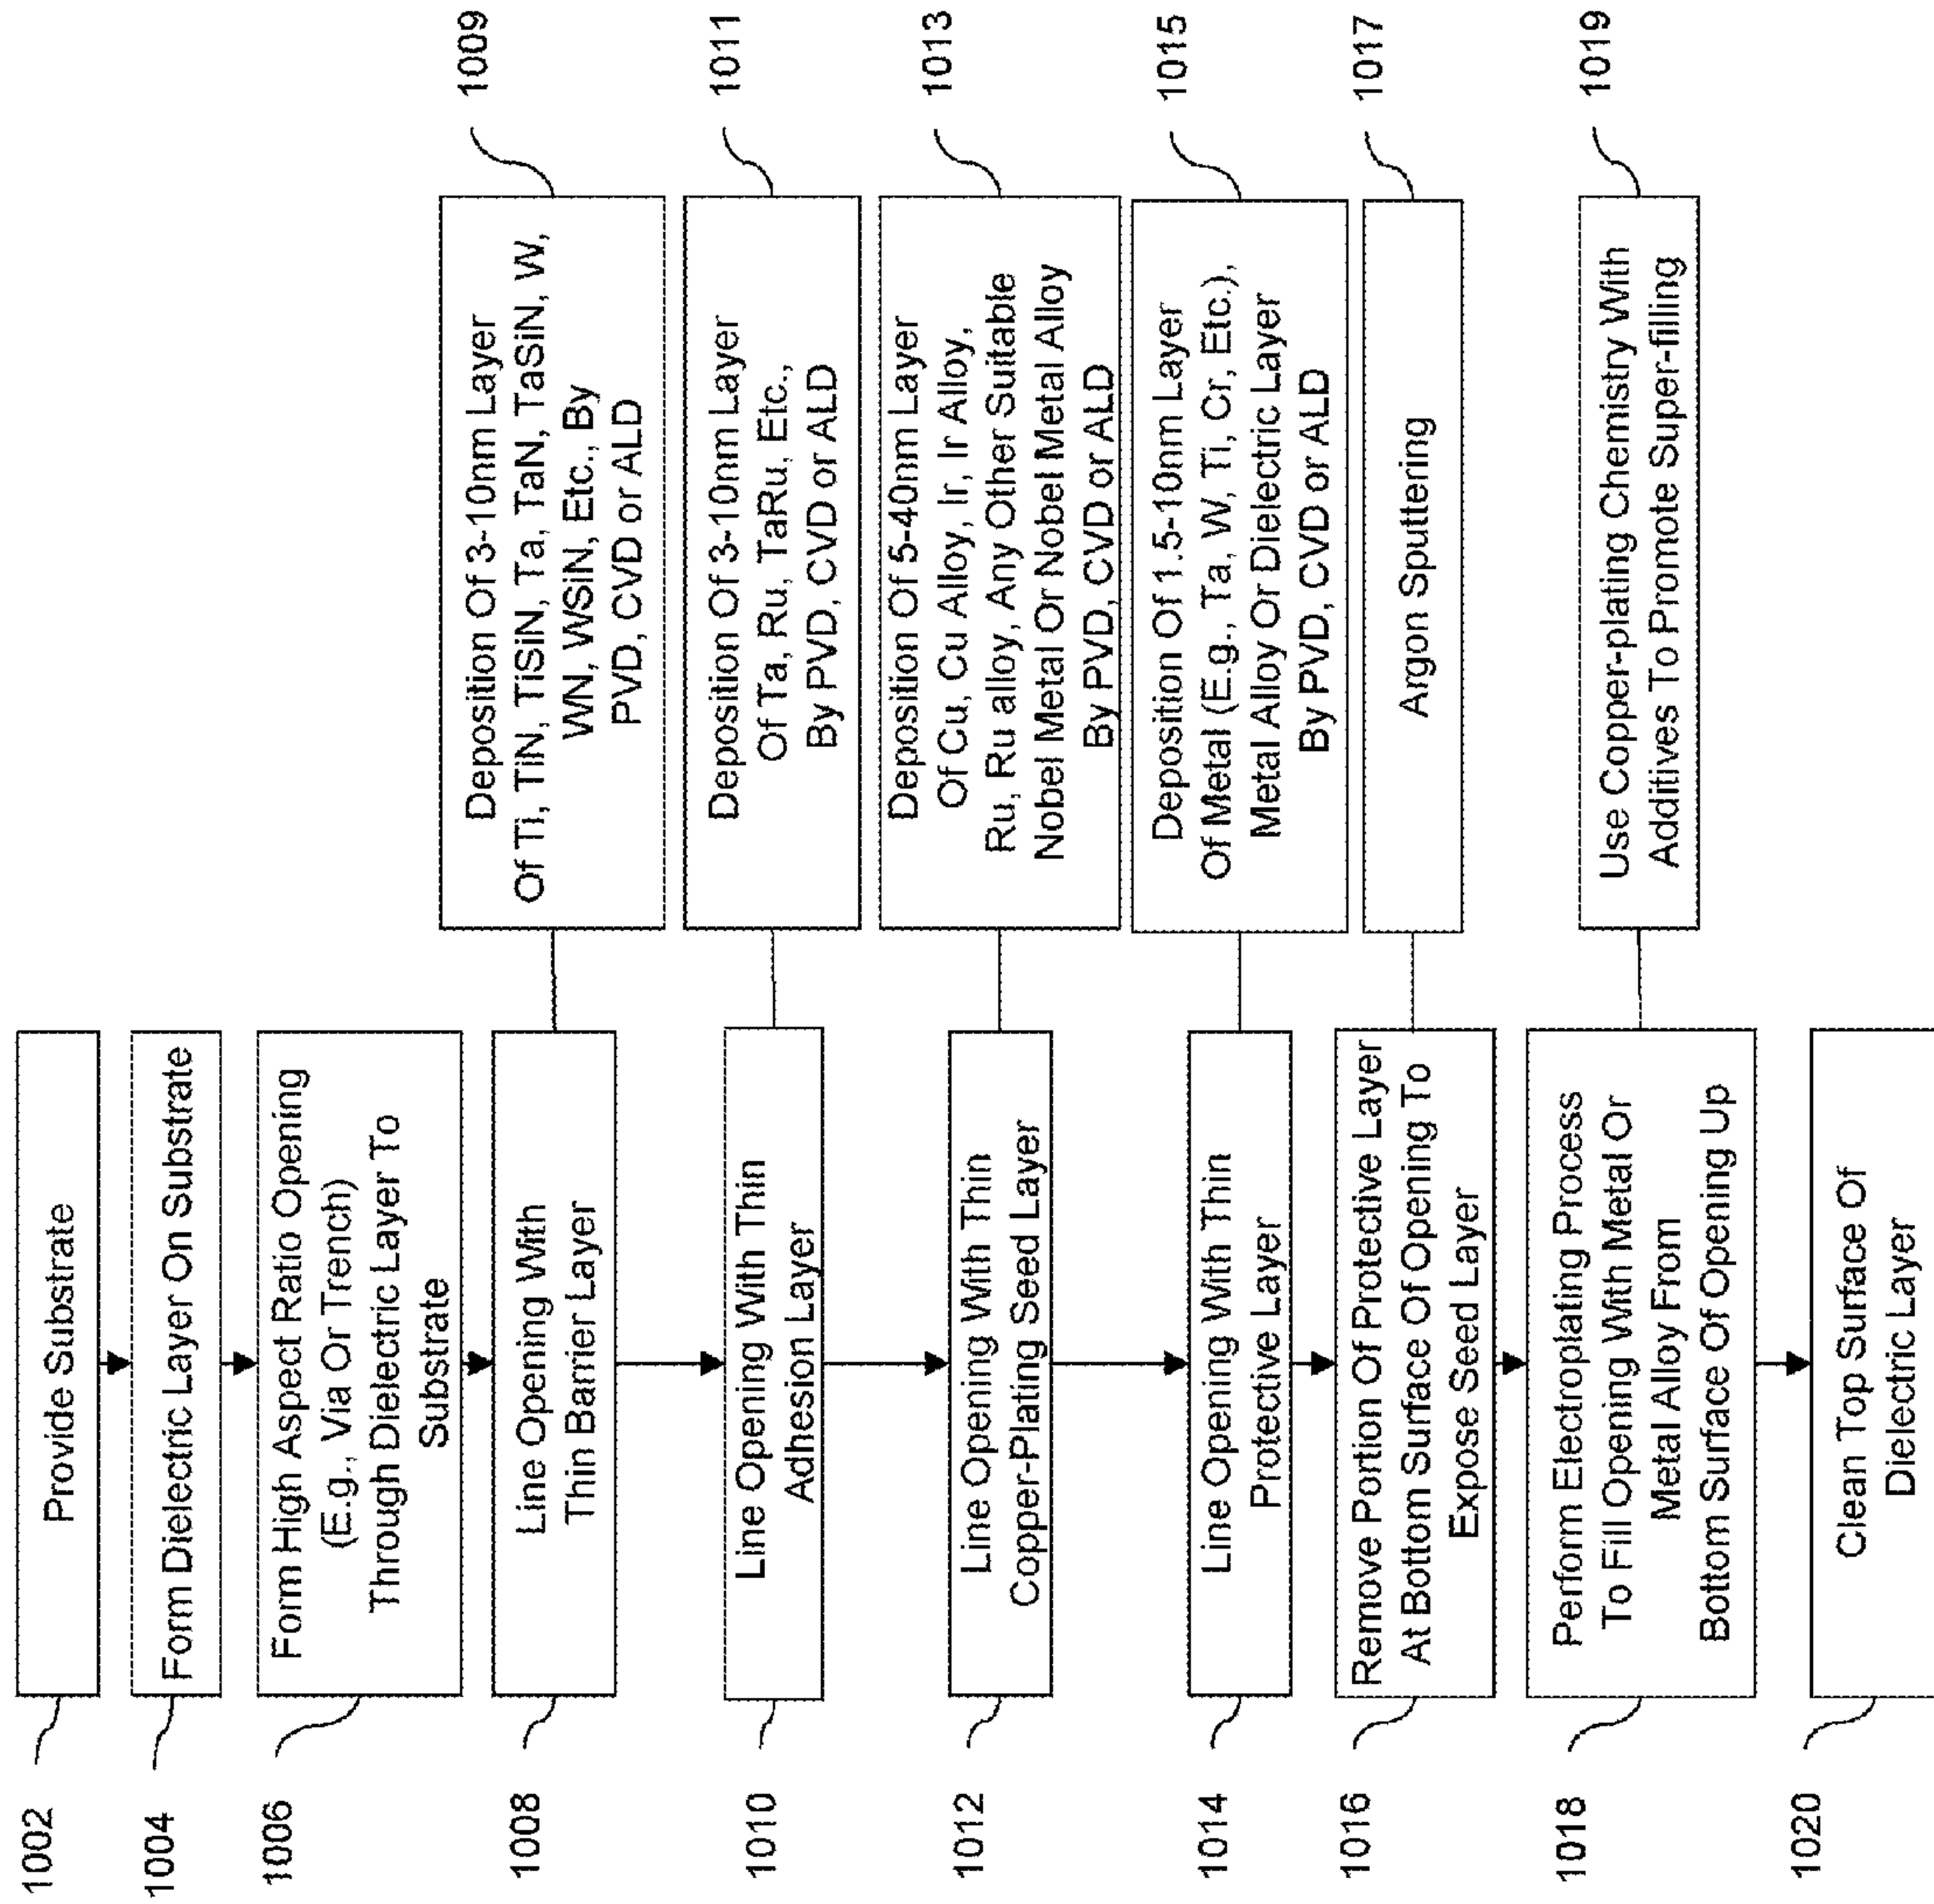 1002
Provide Substrate
1004
Form Dielectric Layer On Substrate
1006
Form High Aspect Ratio Opening
(E.g., Via Or Trench)
Through Dielectric Layer To
Substrate
1008
Line Opening With
Thin Barrier Layer
Deposition Of 3-10nm Layer
Of Ti, TiN, TiSiN, Ta, TaN, TaSiN, W,
WN, WSiN, Etc., By
PVD, CVD or ALD
1009
1010
Line Opening With Thin
Adhesion Layer
Deposition Of 3-10nm Layer
Of Ta, Ru, TaRu, Etc.,
By PVD, CVD or ALD
1011
1012
Line Opening With Thin
Copper-Plating Seed Layer
Deposition Of 5-40nm Layer
Of Cu, Cu Alloy, Ir, Ir Alloy,
Ru, Ru alloy, Any Other Suitable
Nobel Metal Or Nobel Metal Alloy
By PVD, CVD or ALD
1013
1014
Line Opening With Thin
Protective Layer
Deposition Of 1.5-10nm Layer
Of Metal (E.g., Ta, W, Ti, Cr, Etc.),
Metal Alloy Or Dielectric Layer
By PVD, CVD or ALD
1015
1016
Remove Portion Of Protective Layer
At Bottom Surface Of Opening To
Expose Seed Layer
Argon Sputtering
1017
1018
Perform Electroplating Process
To Fill Opening With Metal Or
Metal Alloy From
Bottom Surface Of Opening Up
Use Copper-plating Chemistry With
Additives To Promote Super-filling
1019
1020
Clean Top Surface Of
Dielectric Layer